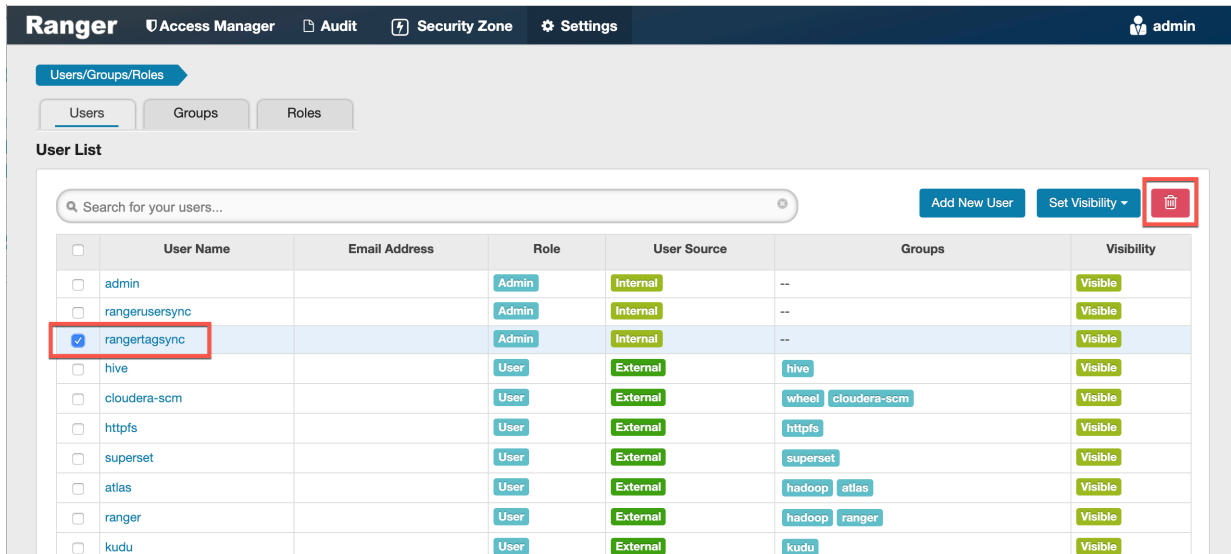 Ranger Access Manager Audit Security Zone Settings admin
Users/Groups/Roles
Users Groups Roles
User List
Search for your users... Add New User Set Visibility
User Name Email Address Role User Source Groups Visibility
admin Admin Internal -- Visible
rangerusersync Admin Internal -- Visible
rangertagsync Admin Internal -- Visible
hive User External hive Visible
cloudera-scm User External wheel cloudera-scm Visible
httpfs User External httpfs Visible
superset User External superset Visible
atlas User External hadoop atlas Visible
ranger User External hadoop ranger Visible
kudu User External kudu Visible